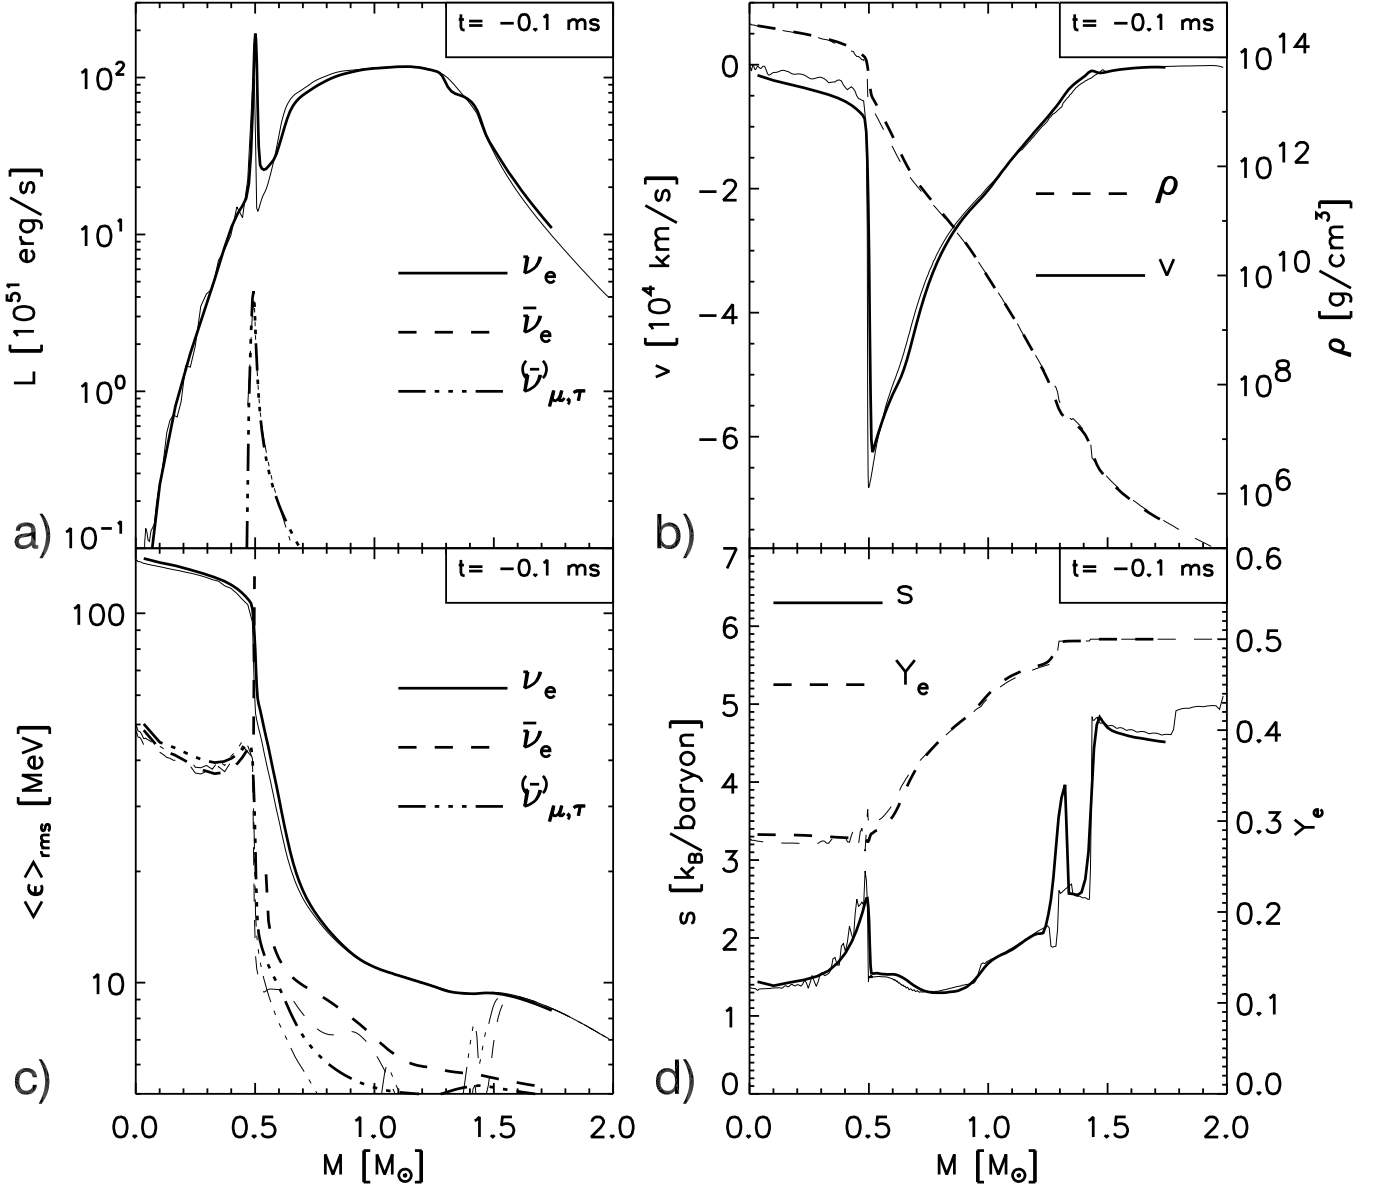 t= −0.1 ms
t= −0.1 ms
10²
10¹
10⁰
10⁻¹
L [10⁵¹ erg/s]
ν e
ν̄ e
(ν̄) μ,τ
a)
0
−2
−4
−6
v [10⁴ km/s]
10¹⁴
10¹²
10¹⁰
10⁸
10⁶
ρ [g/cm³]
ρ
v
b)
t= −0.1 ms
t= −0.1 ms
100
10
<ϵ>rms [MeV]
ν e
ν̄ e
(ν̄) μ,τ
c)
0.0 0.5 1.0 1.5 2.0
M [M⊙]
7
6
5
4
3
2
1
0
s [kB/baryon]
s
Ye
0.6
0.5
0.4
0.3
0.2
0.1
0.0
Ye
d)
0.0 0.5 1.0 1.5 2.0
M [M⊙]